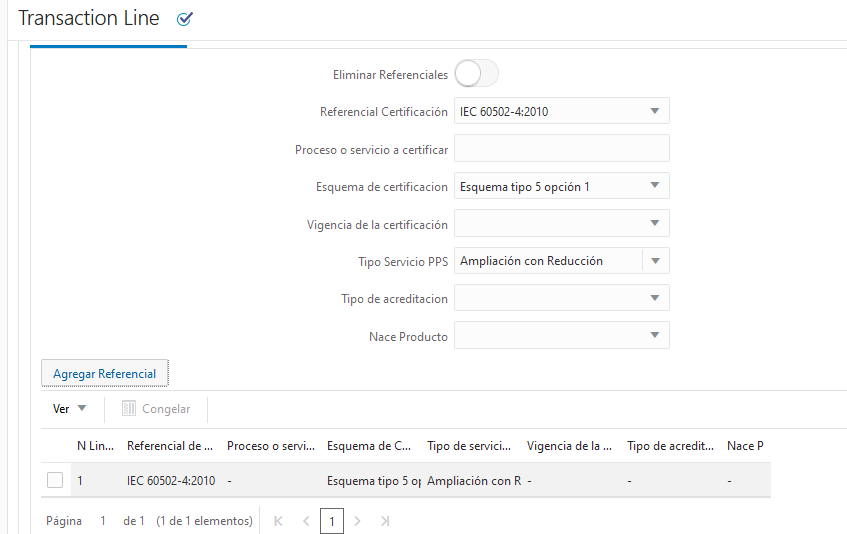 Transaction Line
Eliminar Referenciales
Referencial Certificación IEC 60502-4:2010
Proceso o servicio a certificar
Esquema de certificacion Esquema tipo 5 opción 1
Vigencia de la certificación
Tipo Servicio PPS Ampliación con Reducción
Tipo de acreditacion
Nace Producto
Agregar Referencial
Ver Congelar
N Lin... Referencial de ... Proceso o servi... Esquema de C... Tipo de servici... Vigencia de la ... Tipo de acredit... Nace P
1 IEC 60502-4:2010 - Esquema tipo 5 op Ampliación con R - - -
Página 1 de 1 (1 de 1 elementos) 1